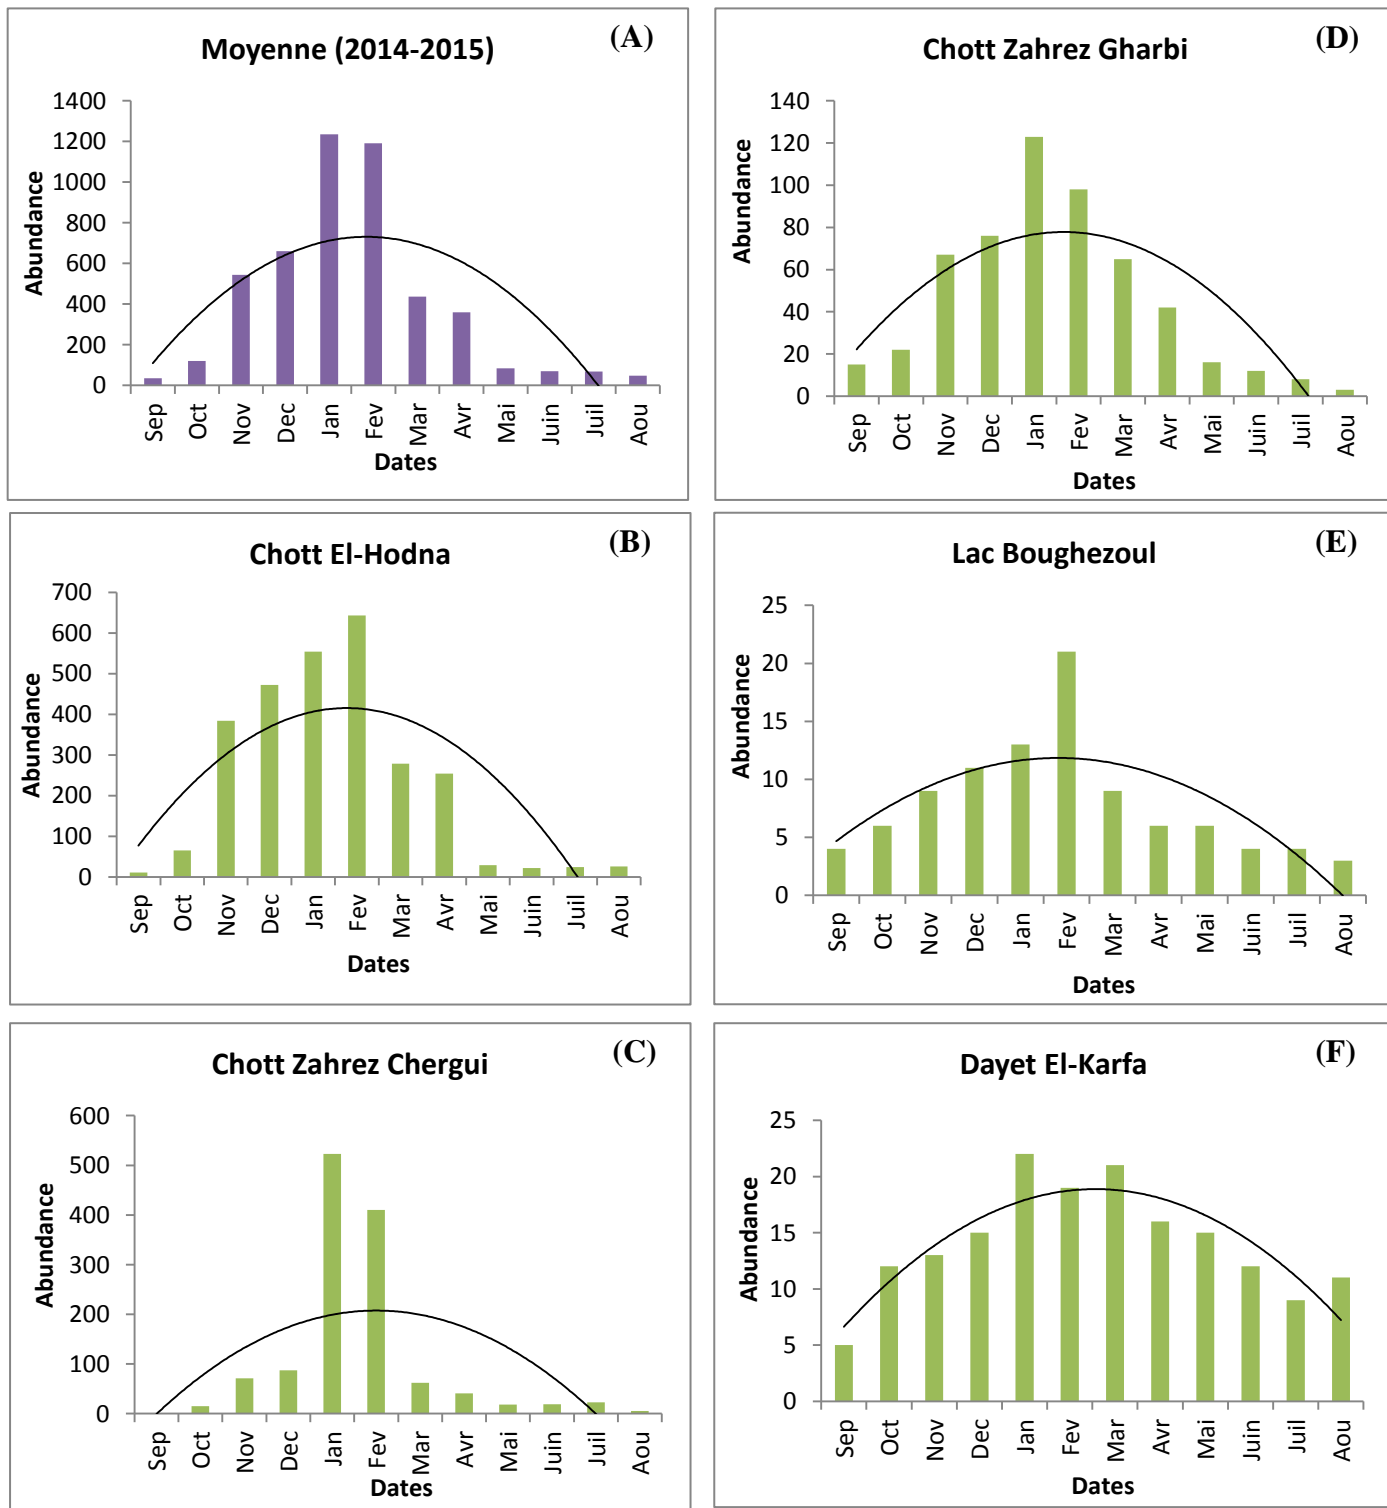 Moyenne (2014-2015)
(A)
1400
1200
1000
800
600
400
200
0
Abundance
Sep Oct Nov Dec Jan Fev Mar Avr Mai Juin Juil Aou
Dates
Chott El-Hodna
(B)
700
600
500
400
300
200
100
0
Abundance
Sep Oct Nov Dec Jan Fev Mar Avr Mai Juin Juil Aou
Dates
Chott Zahrez Chergui
(C)
600
500
400
300
200
100
0
Abundance
Sep Oct Nov Dec Jan Fev Mar Avr Mai Juin Juil Aou
Dates
Chott Zahrez Gharbi
(D)
140
120
100
80
60
40
20
0
Abundance
Sep Oct Nov Dec Jan Fev Mar Avr Mai Juin Juil Aou
Dates
Lac Boughezoul
(E)
25
20
15
10
5
0
Abundance
Sep Oct Nov Dec Jan Fev Mar Avr Mai Juin Juil Aou
Dates
Dayet El-Karfa
(F)
25
20
15
10
5
0
Abundance
Sep Oct Nov Dec Jan Fev Mar Avr Mai Juin Juil Aou
Dates